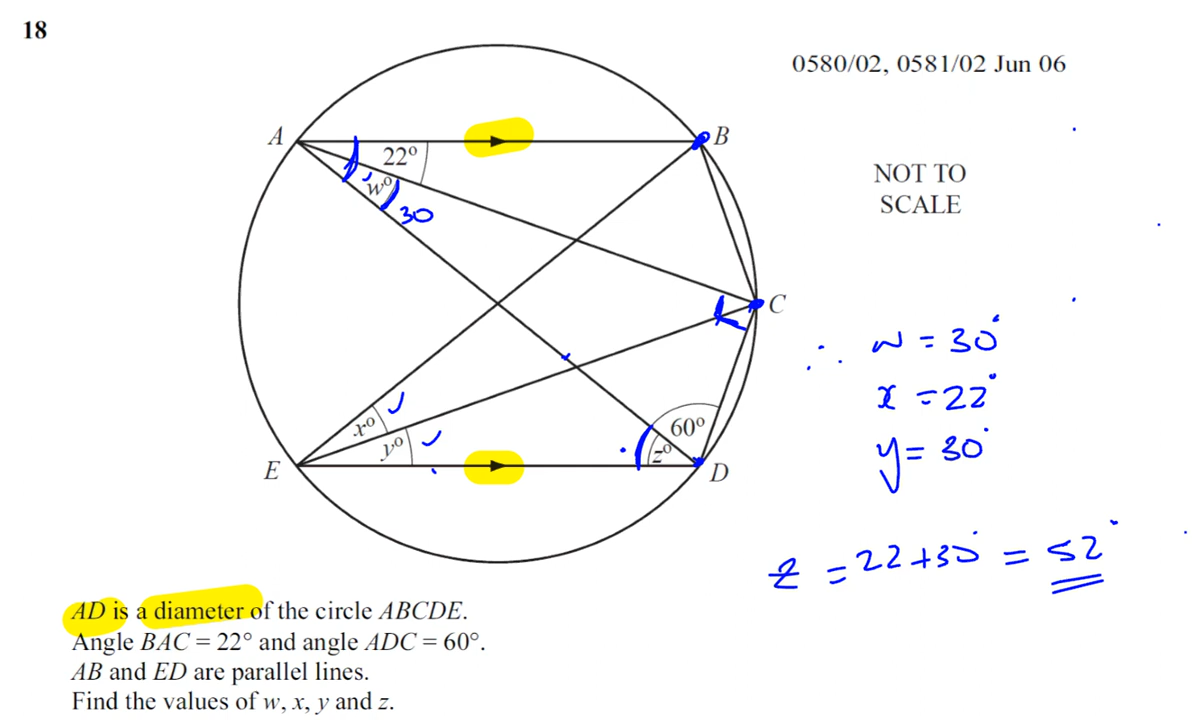 18
0580/02, 0581/02 Jun 06
A
B
22°
w°
30
NOT TO
SCALE
C
∴ w = 30°
x = 22°
y = 30°
x°
y°
60°
z°
E
D
z = 22+30° = 52°
AD is a diameter of the circle ABCDE.
Angle BAC = 22° and angle ADC = 60°.
AB and ED are parallel lines.
Find the values of w, x, y and z.